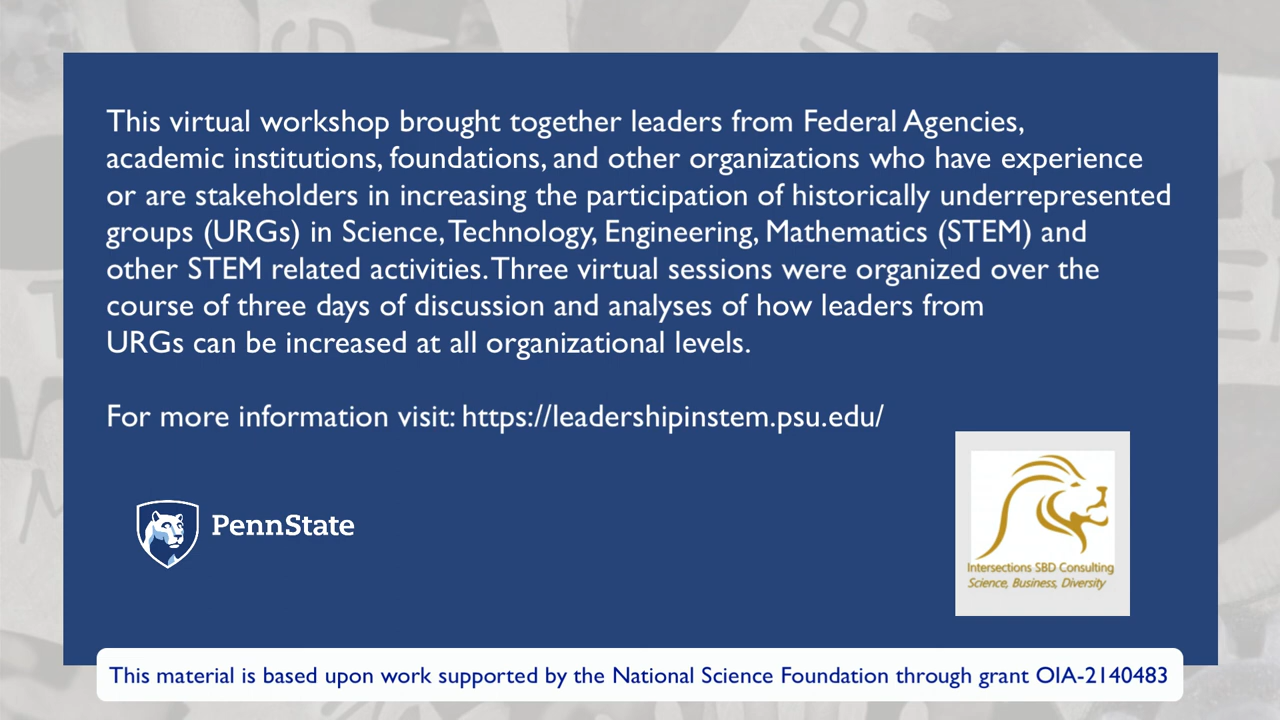 This virtual workshop brought together leaders from Federal Agencies,
academic institutions, foundations, and other organizations who have experience
or are stakeholders in increasing the participation of historically underrepresented
groups (URGs) in Science, Technology, Engineering, Mathematics (STEM) and
other STEM related activities. Three virtual sessions were organized over the
course of three days of discussion and analyses of how leaders from
URGs can be increased at all organizational levels.
For more information visit: https://leadershipinstem.psu.edu/
PennState
Intersections SBD Consulting
Science, Business, Diversity
This material is based upon work supported by the National Science Foundation through grant OIA-2140483